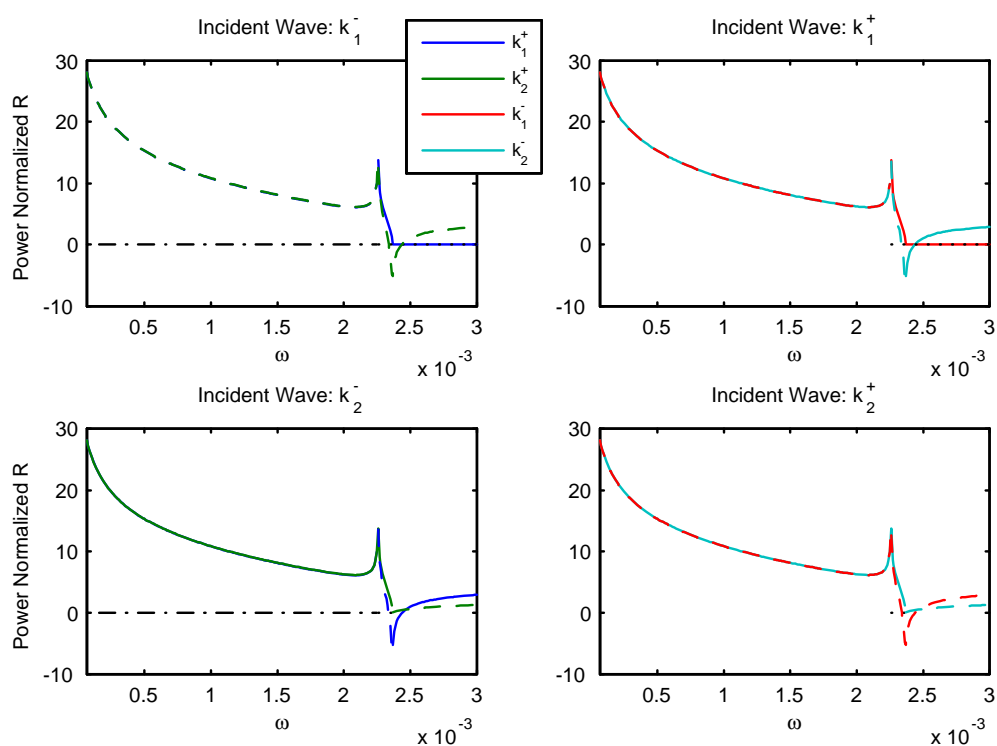 Incident Wave: k₁⁻
Power Normalized R
30
20
10
0
-10
0.5
1
1.5
2
2.5
3
ω
x 10⁻³
k₁⁺
k₂⁺
k₁⁻
k₂⁻
Incident Wave: k₁⁺
30
20
10
0
-10
0.5
1
1.5
2
2.5
3
ω
x 10⁻³
Incident Wave: k₂⁻
Power Normalized R
30
20
10
0
-10
0.5
1
1.5
2
2.5
3
ω
x 10⁻³
Incident Wave: k₂⁺
30
20
10
0
-10
0.5
1
1.5
2
2.5
3
ω
x 10⁻³